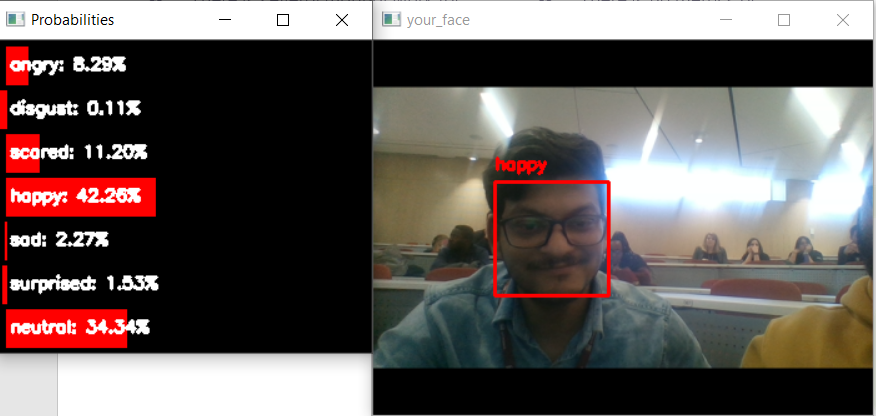 Probabilities
angry: 8.29%
disgust: 0.11%
scared: 11.20%
happy: 42.26%
sad: 2.27%
surprised: 1.53%
neutral: 34.34%
your_face
happy